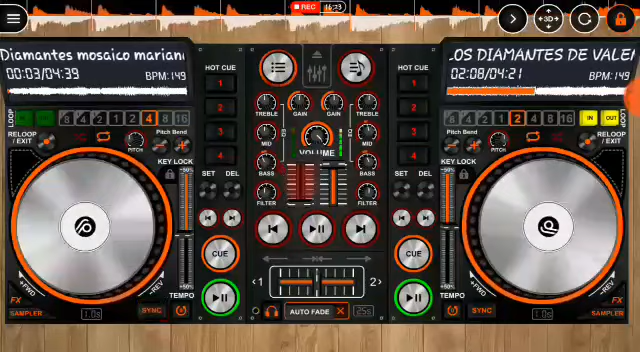 REC 16:23
+3D+
Diamantes mosaico mariani
00:03/04:39 BPM:149
.OS DIAMANTES DE VALEN
02:08/04:21 BPM:149
LOOP
8 4 2 1 2 4 8 16
RELOOP / EXIT
Pitch Bend
PITCH
KEY LOCK
+50%
-50%
TEMPO
+FWD
-REV
FX
SAMPLER
1.0s
SYNC
HOT CUE
1
2
3
4
SET DEL
CUE
TREBLE GAIN GAIN TREBLE
MID EQ EQ MID
VOLUME
BASS BASS
FILTER FILTER
1 2
AUTO FADE X 25s
HOT CUE
1
2
3
4
SET DEL
CUE
8 4 2 1 2 4 8 16
IN OUT
LOOP
Pitch Bend
PITCH
RELOOP / EXIT
KEY LOCK
+50%
-50%
TEMPO
+FWD
-REV
SYNC
1.0s
FX
SAMPLER